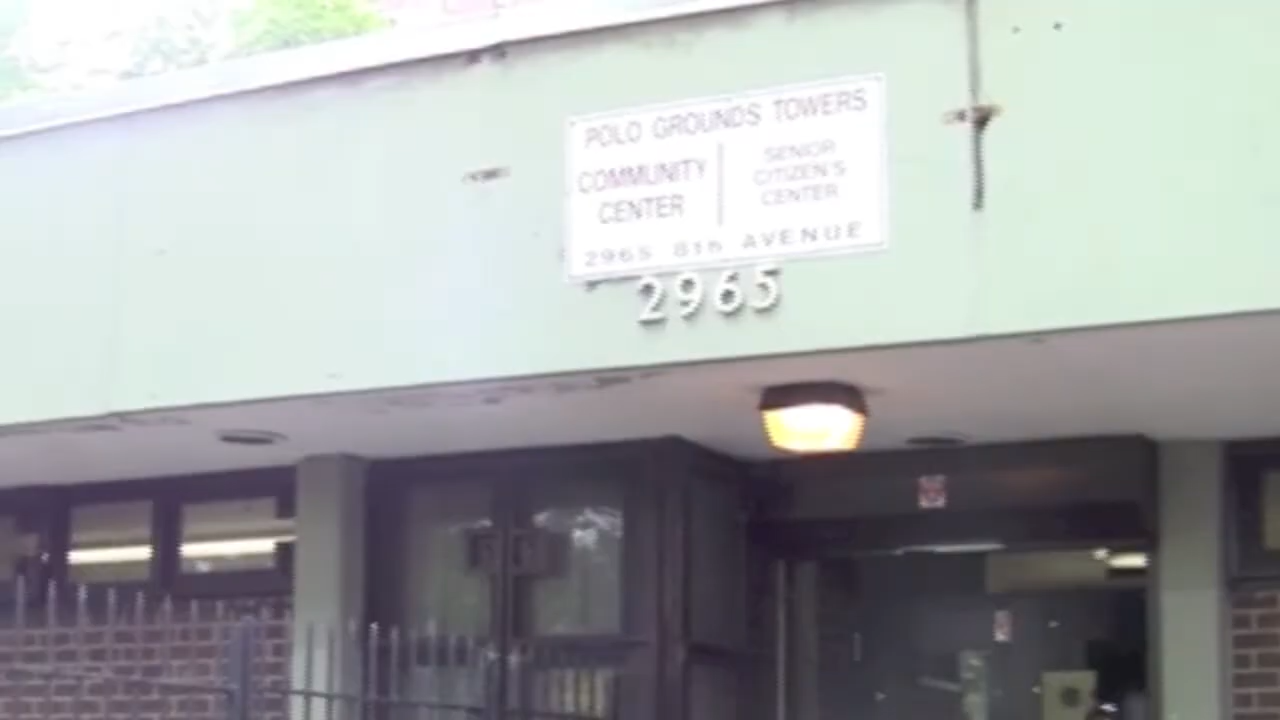 POLO GROUNDS TOWERS
COMMUNITY
CENTER
SENIOR
CITIZEN'S
CENTER
2965 8th AVENUE
2965